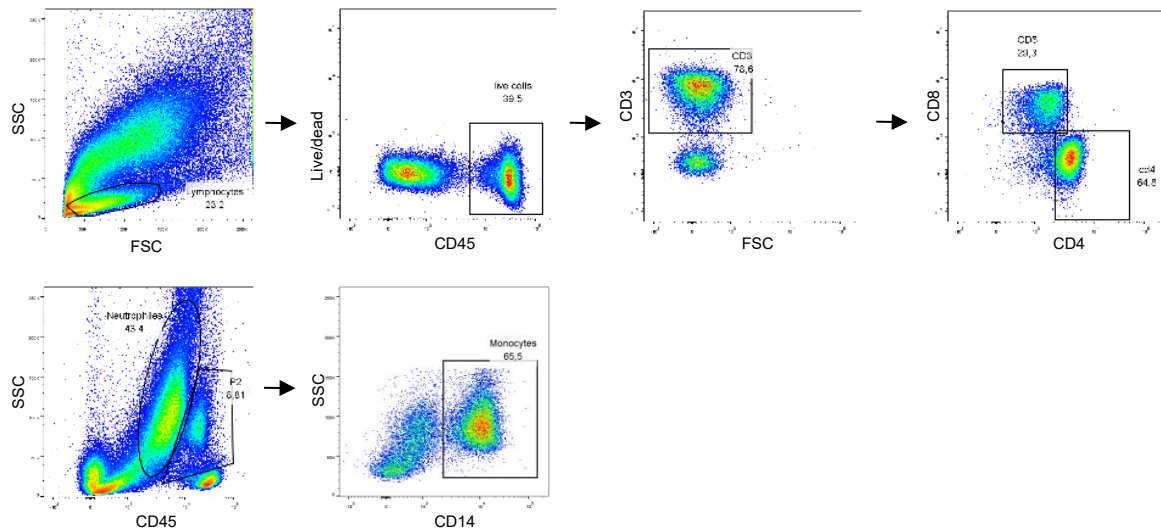 SSC
Lymphocytes
23,2
FSC
Live/dead
live cells
39,5
CD45
CD3
CD3
78,6
FSC
CD8
CD8
29,3
cd4
64,8
CD4
SSC
Neutrophiles
43,4
P2
8,81
CD45
SSC
Monocytes
65,5
CD14